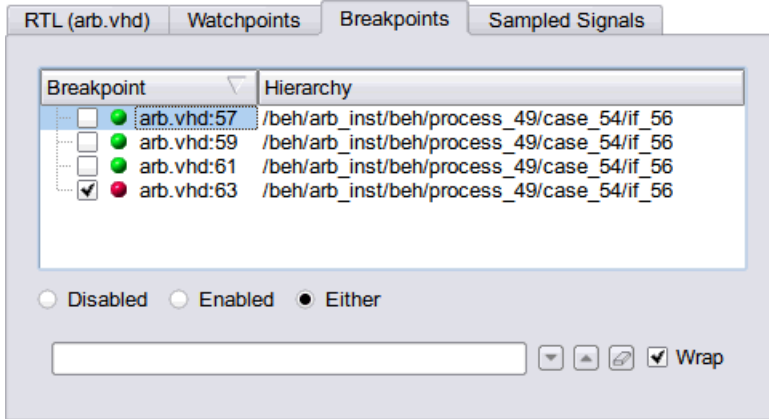 RTL (arb.vhd) Watchpoints Breakpoints Sampled Signals
Breakpoint Hierarchy
arb.vhd:57 /beh/arb_inst/beh/process_49/case_54/if_56
arb.vhd:59 /beh/arb_inst/beh/process_49/case_54/if_56
arb.vhd:61 /beh/arb_inst/beh/process_49/case_54/if_56
arb.vhd:63 /beh/arb_inst/beh/process_49/case_54/if_56
Disabled Enabled Either
Wrap